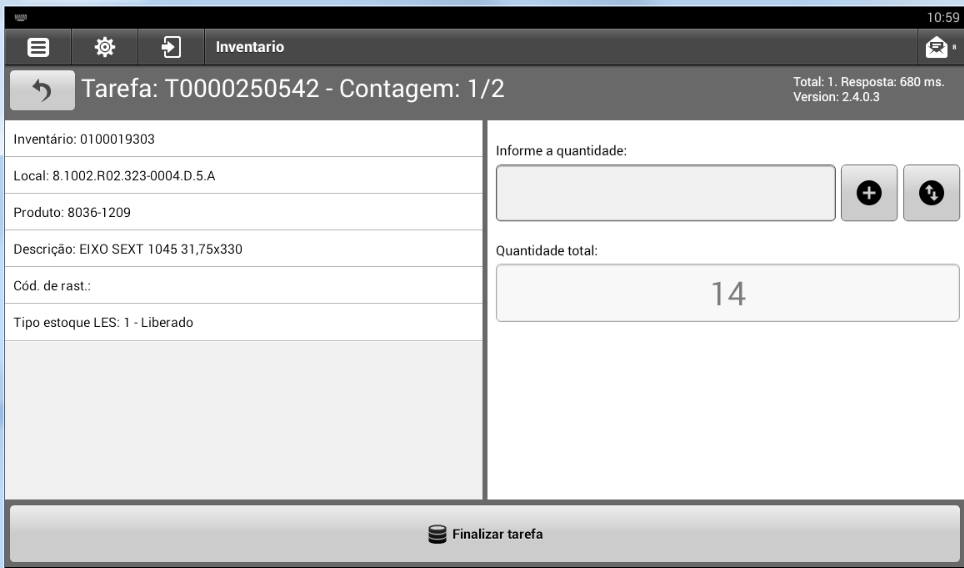 10:59
Inventario
8
Tarefa: T0000250542 - Contagem: 1/2
Total: 1. Resposta: 680 ms.
Version: 2.4.0.3
Inventário: 0100019303
Local: 8.1002.R02.323-0004.D.5.A
Produto: 8036-1209
Descrição: EIXO SEXT 1045 31,75x330
Cód. de rast.:
Tipo estoque LES: 1 - Liberado
Informe a quantidade:
Quantidade total:
14
Finalizar tarefa